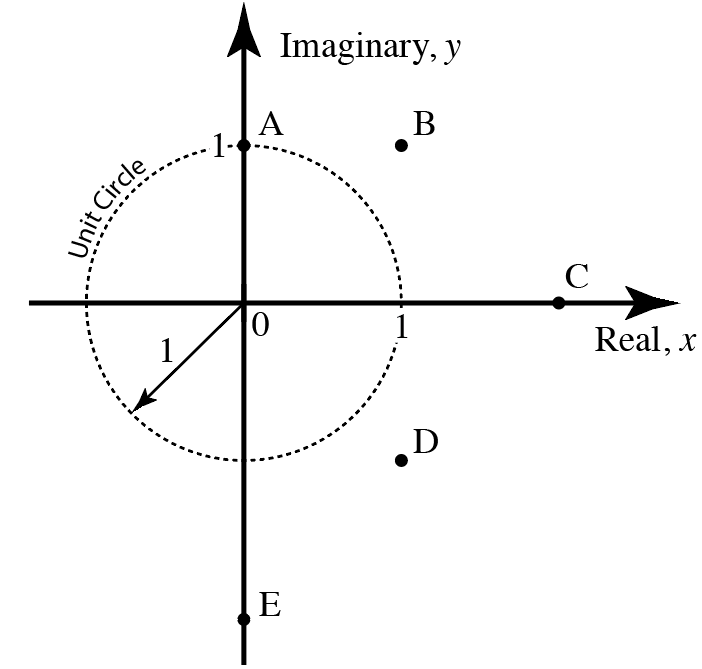 Imaginary, y
A
B
1
Unit Circle
C
0
1
Real, x
1
D
E